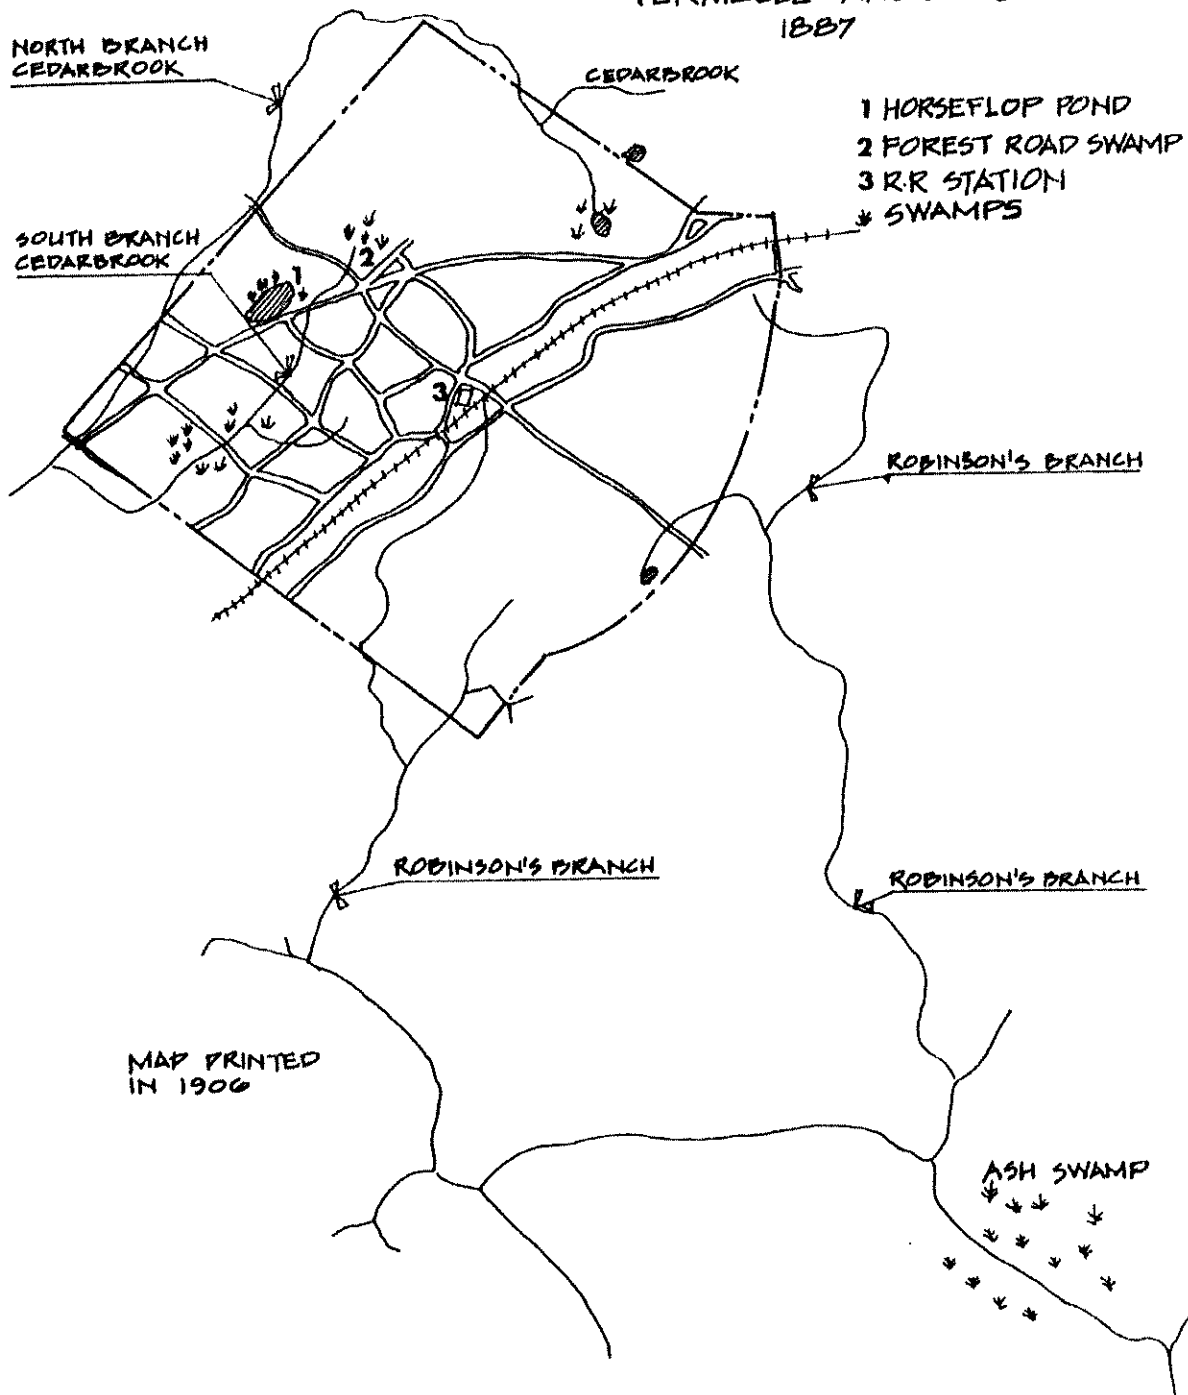 1887
NORTH BRANCH
CEDARBROOK
CEDARBROOK
1 HORSEFLOP POND
2 FOREST ROAD SWAMP
3 R.R STATION
SWAMPS
SOUTH BRANCH
CEDARBROOK
1
2
3
ROBINSON'S BRANCH
ROBINSON'S BRANCH
ROBINSON'S BRANCH
MAP PRINTED
IN 1906
ASH SWAMP